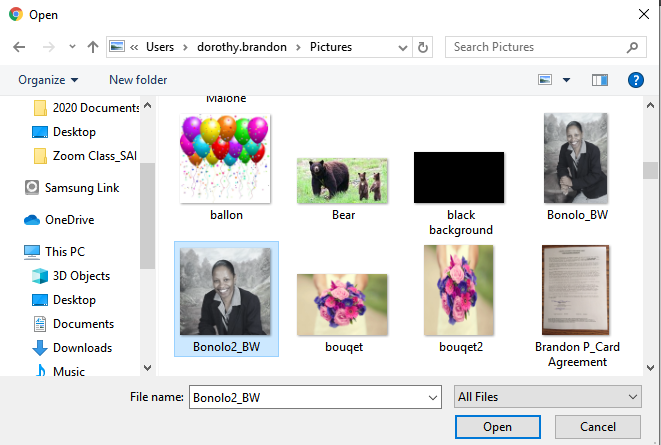 Open
« Users › dorothy.brandon › Pictures
Search Pictures
Organize
New folder
?
2020 Documents
Desktop
Zoom Class_SAI
Samsung Link
OneDrive
This PC
3D Objects
Desktop
Documents
Downloads
Music
Malone
ballon
Bear
black
background
Bonolo_BW
Bonolo2_BW
bouqet
bouqet2
Brandon P_Card
Agreement
File name:
Bonolo2_BW
All Files
Open
Cancel